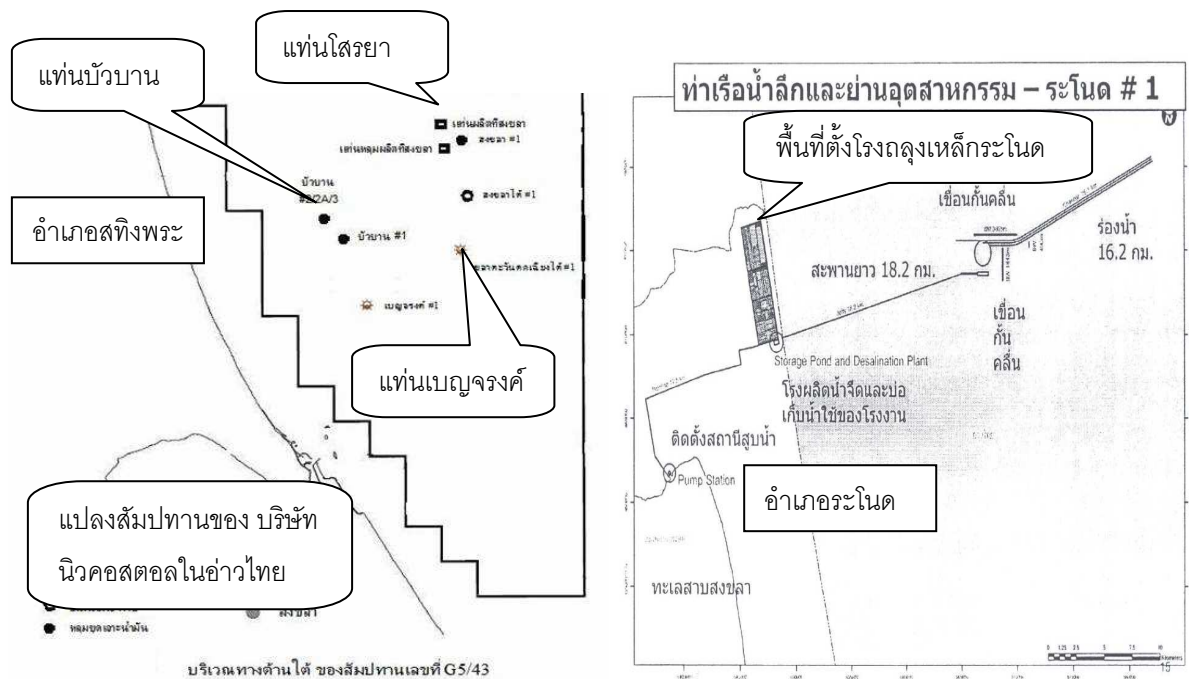 แท่นโสรยา
แท่นบัวบาน
แท่นผลิตที่สงขลา
สงขลา #1
แท่นหลุมผลิตที่สงขลา
บัวบาน
#2/2A/3
สงขลาใต้ #1
อำเภอสทิงพระ
บัวบาน #1
เบญจรงค์ #1
แท่นเบญจรงค์
แปลงสัมปทานของ บริษัท
นิวคอสตอลในอ่าวไทย
สงขลา
หลุมขุดเจาะน้ำมัน
บริเวณทางด้านใต้ ของสัมปทานเลขที่ G5/43
ท่าเรือน้ำลึกและย่านอุตสาหกรรม – ระโนด # 1
พื้นที่ตั้งโรงถลุงเหล็กระโนด
เขื่อนกั้นคลื่น
ร่องน้ำ
16.2 กม.
สะพานยาว 18.2 กม.
เขื่อน
กั้น
คลื่น
Storage Pond and Desalination Plant
โรงผลิตน้ำจืดและบ่อ
เก็บน้ำใช้ของโรงงาน
ติดตั้งสถานีสูบน้ำ
Pump Station
อำเภอระโนด
ทะเลสาบสงขลา
0 1.25 2.5 5 7.5 10
15